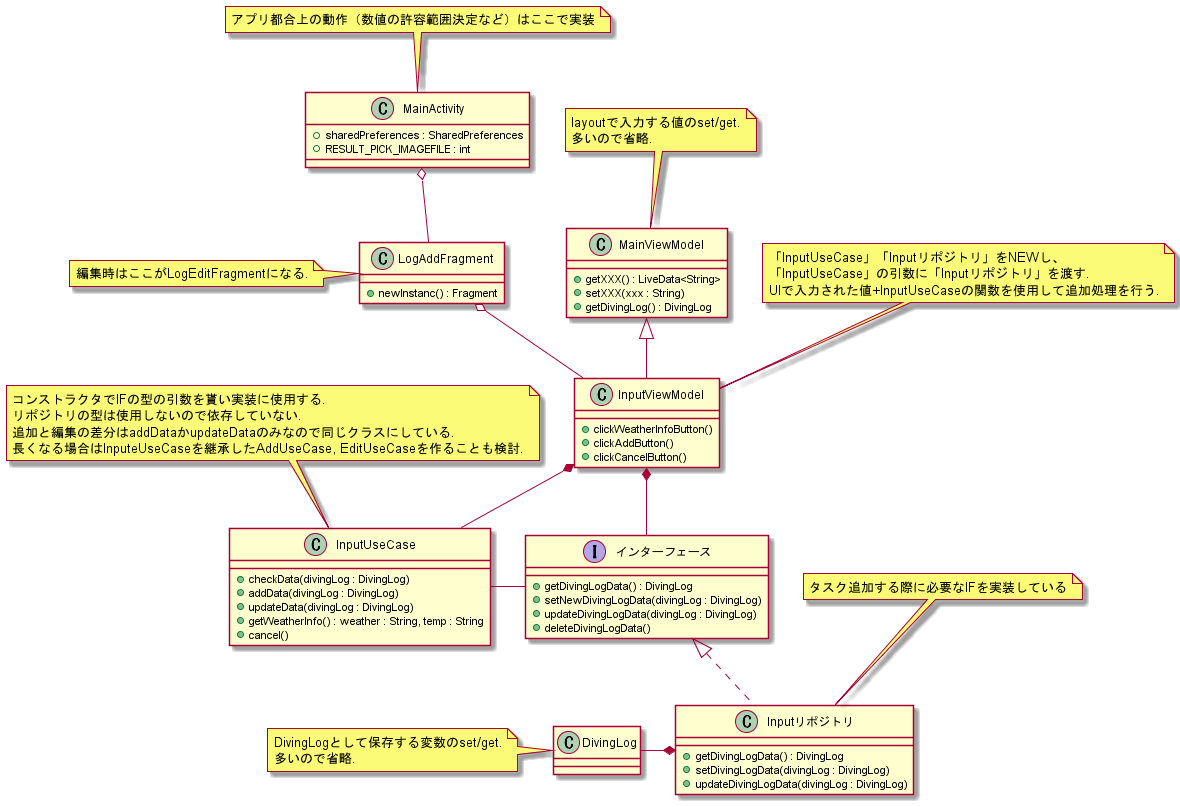 アプリ都合上の動作（数値の許容範囲決定など）はここで実装
C MainActivity
sharedPreferences : SharedPreferences
RESULT_PICK_IMAGEFILE : int
layoutで入力する値のset/get.
多いので省略.
C MainViewModel
getXXX() : LiveData<String>
setXXX(xxx : String)
getDivingLog() : DivingLog
編集時はここがLogEditFragmentになる.
C LogAddFragment
newInstanc() : Fragment
「InputUseCase」「Inputリポジトリ」をNEWし、
「InputUseCase」の引数に「Inputリポジトリ」を渡す.
UIで入力された値+InputUseCaseの関数を使用して追加処理を行う.
C InputViewModel
clickWeatherInfoButton()
clickAddButton()
clickCancelButton()
コンストラクタでIFの型の引数を貰い実装に使用する.
リポジトリの型は使用しないので依存していない.
追加と編集の差分はaddDataかupdateDataのみなので同じクラスにしている.
長くなる場合はInputeUseCaseを継承したAddUseCase, EditUseCaseを作ることも検討.
C InputUseCase
checkData(divingLog : DivingLog)
addData(divingLog : DivingLog)
updateData(divingLog : DivingLog)
getWeatherInfo() : weather : String, temp : String
cancel()
I インターフェース
getDivingLogData() : DivingLog
setNewDivingLogData(divingLog : DivingLog)
updateDivingLogData(divingLog : DivingLog)
deleteDivingLogData()
タスク追加する際に必要なIFを実装している
C Inputリポジトリ
getDivingLogData() : DivingLog
setDivingLogData(divingLog : DivingLog)
updateDivingLogData(divingLog : DivingLog)
DivingLogとして保存する変数のset/get.
多いので省略.
C DivingLog